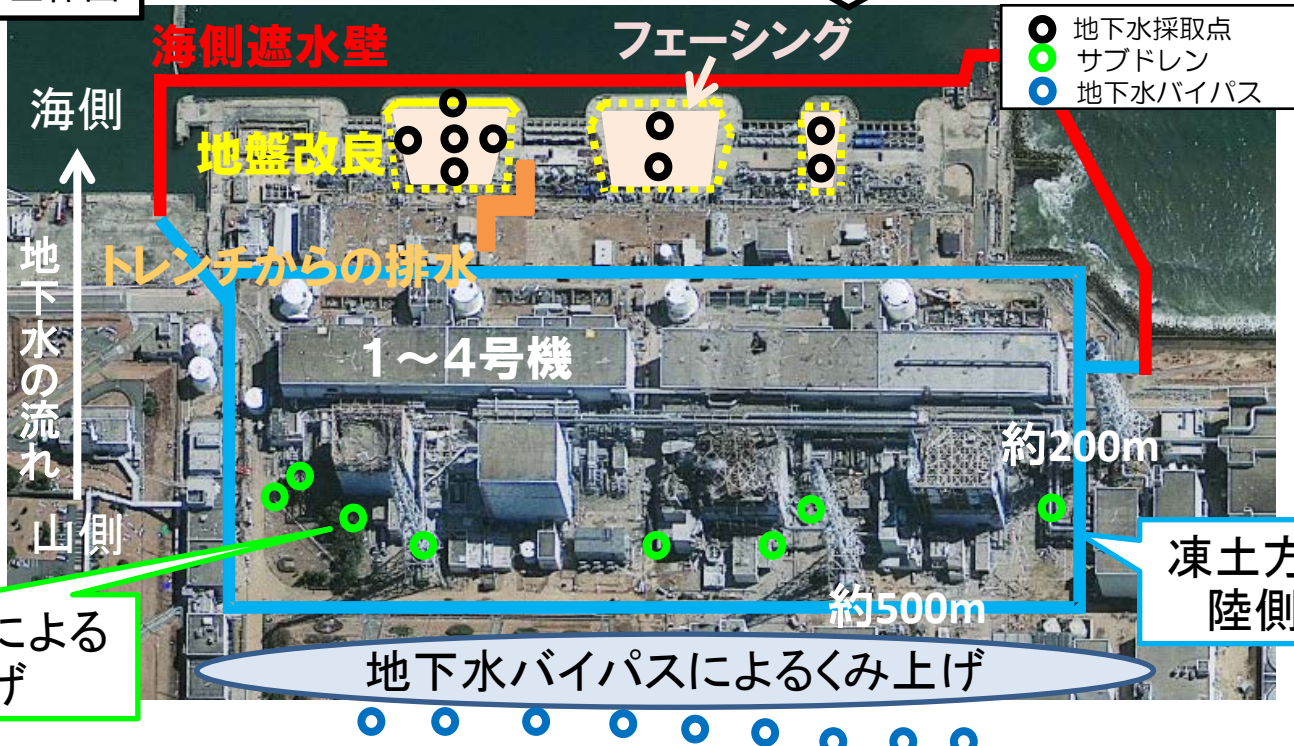 海側遮水壁
フェーシング
地下水採取点
サブドレン
地下水バイパス
海側
地盤改良
地下水の流れ
トレンチからの排水
1～4号機
約200m
山側
凍土方
陸側
約500m
による
げ
地下水バイパスによるくみ上げ